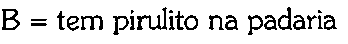 B = tem pirulito na padaria